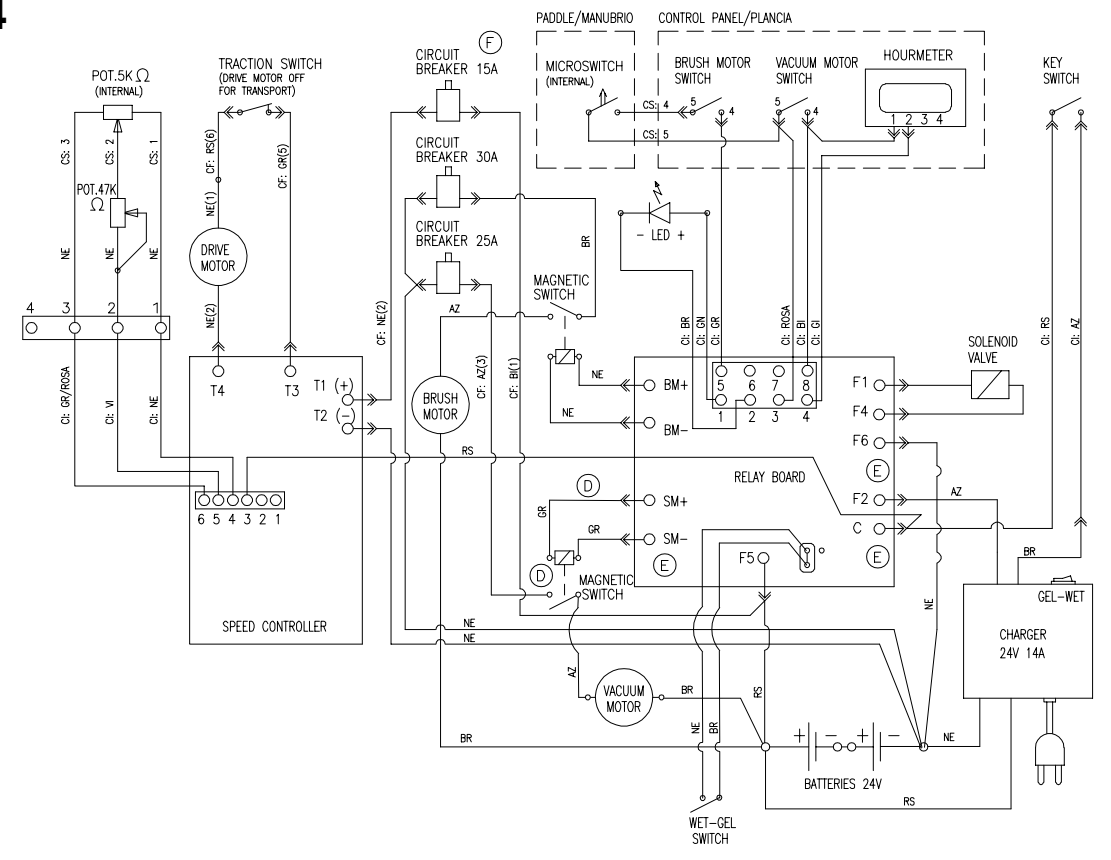 4
PADDLE/MANUBRIO
CONTROL PANEL/PLANCIA
F
CIRCUIT
BREAKER 15A
TRACTION SWITCH
(DRIVE MOTOR OFF
FOR TRANSPORT)
POT.5K Ω
(INTERNAL)
MICROSWITCH
(INTERNAL)
BRUSH MOTOR
SWITCH
VACUUM MOTOR
SWITCH
HOURMETER
KEY
SWITCH
CS: 4
5
4
5
4
1 2 3 4
CS: 5
CS: 3
CS: 2
CS: 1
CF: RS(6)
CF: GR(5)
CIRCUIT
BREAKER 30A
POT.47K
Ω
NE(1)
CIRCUIT
BREAKER 25A
- LED +
BR
NE
NE
NE
DRIVE
MOTOR
MAGNETIC
SWITCH
AZ
4
3
2
1
NE(2)
CF: NE(2)
CI: BR
CI: GN
CI: GR
CI: ROSA
CI: BI
CI: GI
CI: RS
CI: AZ
SOLENOID
VALVE
CI: GR/ROSA
CI: VI
CI: NE
T4
T3
T1 (+)
T2 (-)
CF: AZ(3)
CF: BI(1)
BRUSH
MOTOR
NE
BM+
NE
BM-
5 6 7 8
1 2 3 4
F1
F4
F6
RS
RELAY BOARD
E
D
GR
SM+
F2
AZ
6 5 4 3 2 1
GR
SM-
C
E
F5
E
BR
D
MAGNETIC
SWITCH
NE
GEL-WET
SPEED CONTROLLER
NE
NE
CHARGER
24V 14A
AZ
VACUUM
MOTOR
BR
RS
NE
BR
BR
+ - + -
NE
BATTERIES 24V
RS
WET-GEL
SWITCH